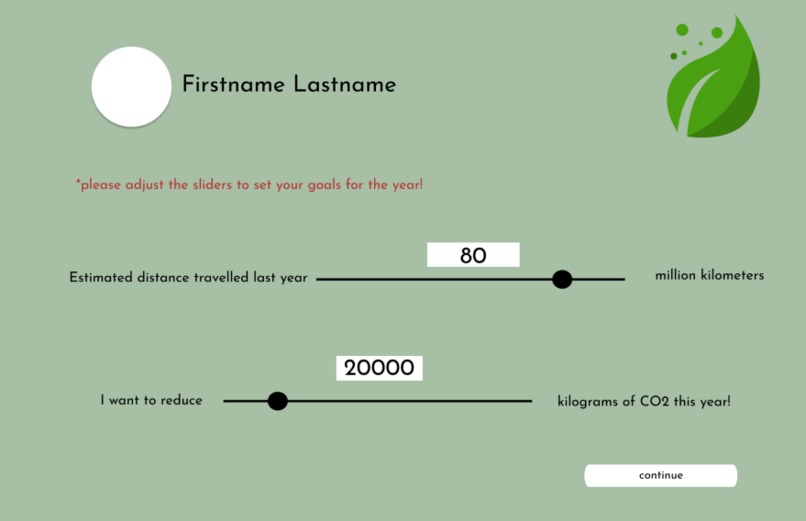 Firstname Lastname
*please adjust the sliders to set your goals for the year!
80
Estimated distance travelled last year
million kilometers
20000
I want to reduce
kilograms of CO2 this year!
continue